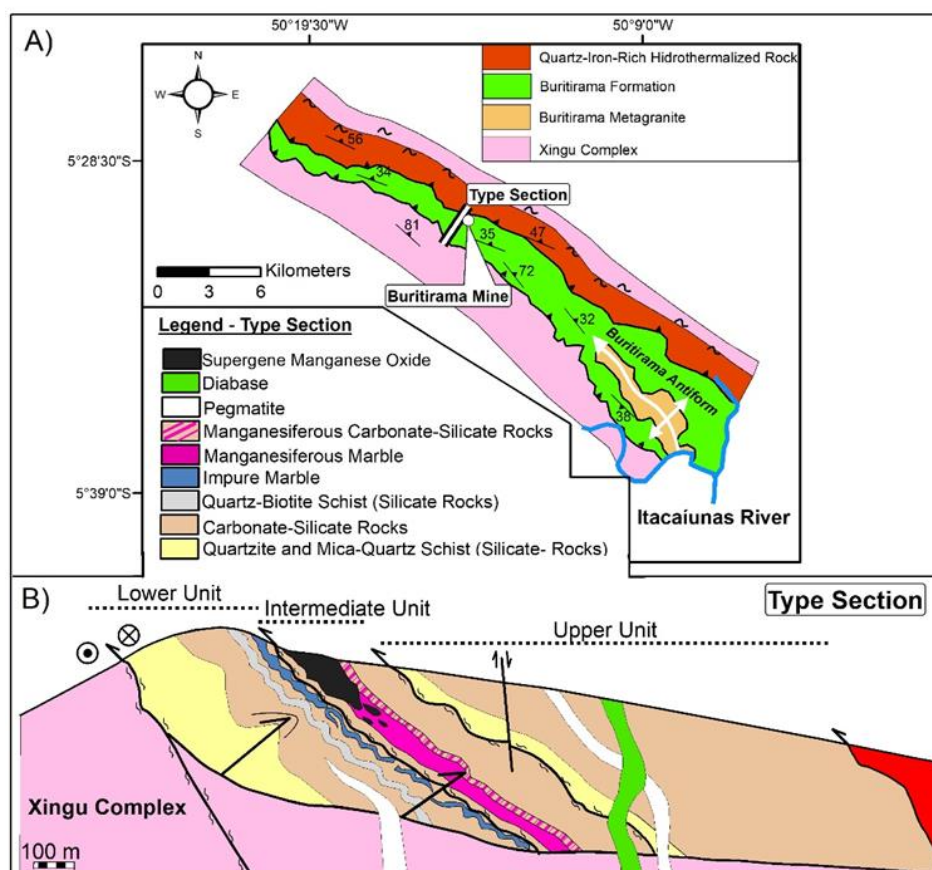 A)
50°19'30"W
50°9'0"W
N
W
E
S
Quartz-Iron-Rich Hidrothermalized Rock
Buritirama Formation
Buritirama Metagranite
Xingu Complex
5°28'30"S
56
34
Type Section
81
35
47
Kilometers
0 3 6
72
Buritirama Mine
32
Buritirama Antiform
38
Legend - Type Section
Supergene Manganese Oxide
Diabase
Pegmatite
Manganesiferous Carbonate-Silicate Rocks
Manganesiferous Marble
Impure Marble
Quartz-Biotite Schist (Silicate Rocks)
Carbonate-Silicate Rocks
Quartzite and Mica-Quartz Schist (Silicate- Rocks)
5°39'0"S
Itacaíunas River
B)
Lower Unit
Intermediate Unit
Upper Unit
Type Section
Xingu Complex
100 m